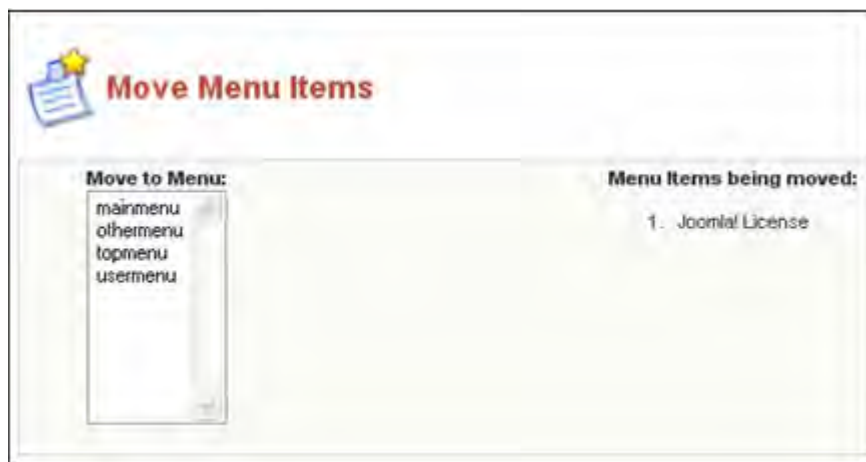 Move Menu Items
Move to Menu:
mainmenu
othermenu
topmenu
usermenu
Menu Items being moved:
1. Joomla! License